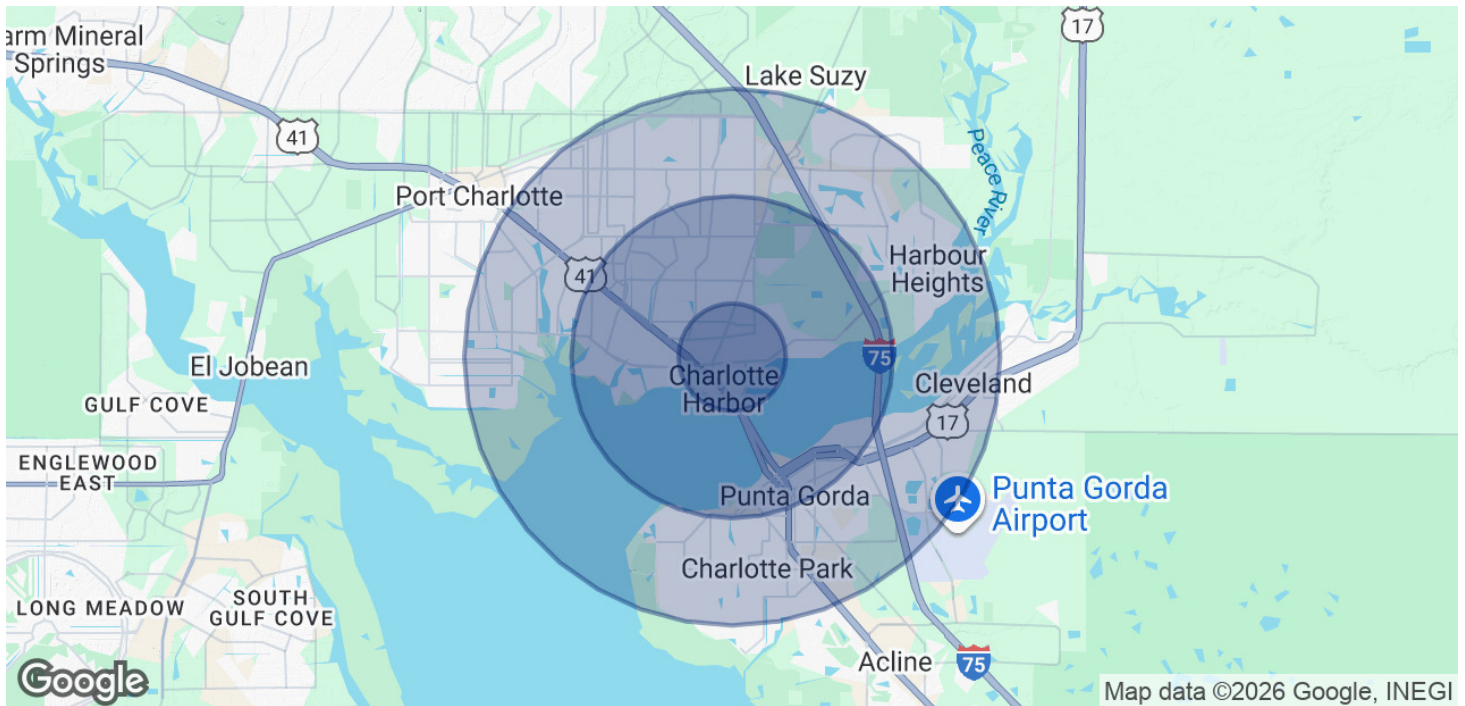 arm Mineral
Springs
17
Lake Suzy
41
Peace River
Port Charlotte
Harbour
Heights
41
El Jobean
75
Charlotte
Harbor
Cleveland
GULF COVE
17
ENGLEWOOD
EAST
Punta Gorda
Punta Gorda
Airport
Charlotte Park
LONG MEADOW
SOUTH
GULF COVE
Acline
75
Google
Map data ©2026 Google, INEGI